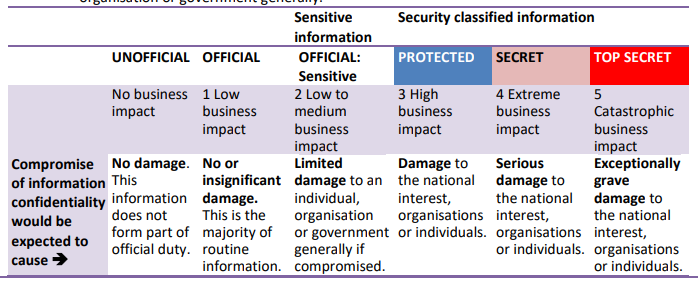 organisation or government generally.
Sensitive information
Security classified information
UNOFFICIAL
OFFICIAL
OFFICIAL: Sensitive
PROTECTED
SECRET
TOP SECRET
No business
impact
1 Low
business
impact
2 Low to
medium
business
impact
3 High
business
impact
4 Extreme
business
impact
5
Catastrophic
business
impact
Compromise
of information
confidentiality
would be
expected to
cause ➔
No damage.
This
information
does not
form part of
official duty.
No or
insignificant
damage.
This is the
majority of
routine
information.
Limited
damage to an
individual,
organisation
or government
generally if
compromised.
Damage to
the national
interest,
organisations
or individuals.
Serious
damage to
the national
interest,
organisations
or individuals.
Exceptionally
grave
damage to
the national
interest,
organisations
or individuals.